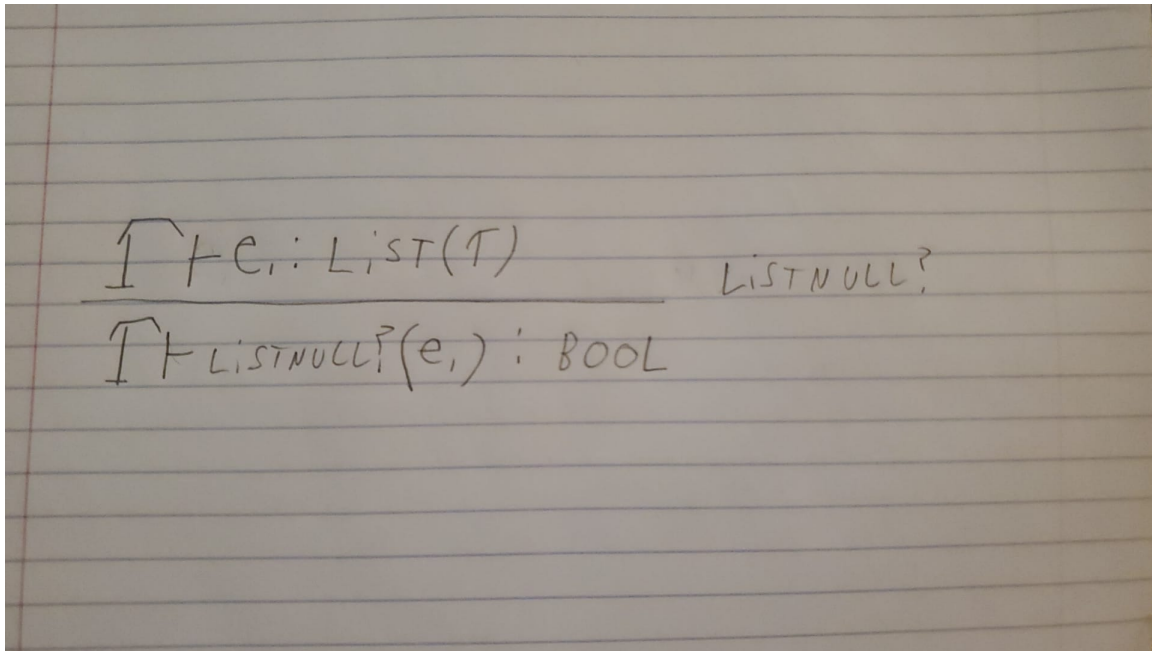 Γ ⊢ e₁ : LiST(T) LiSTNULL?
Γ ⊢ LiSTNULL?(e₁) : BOOL